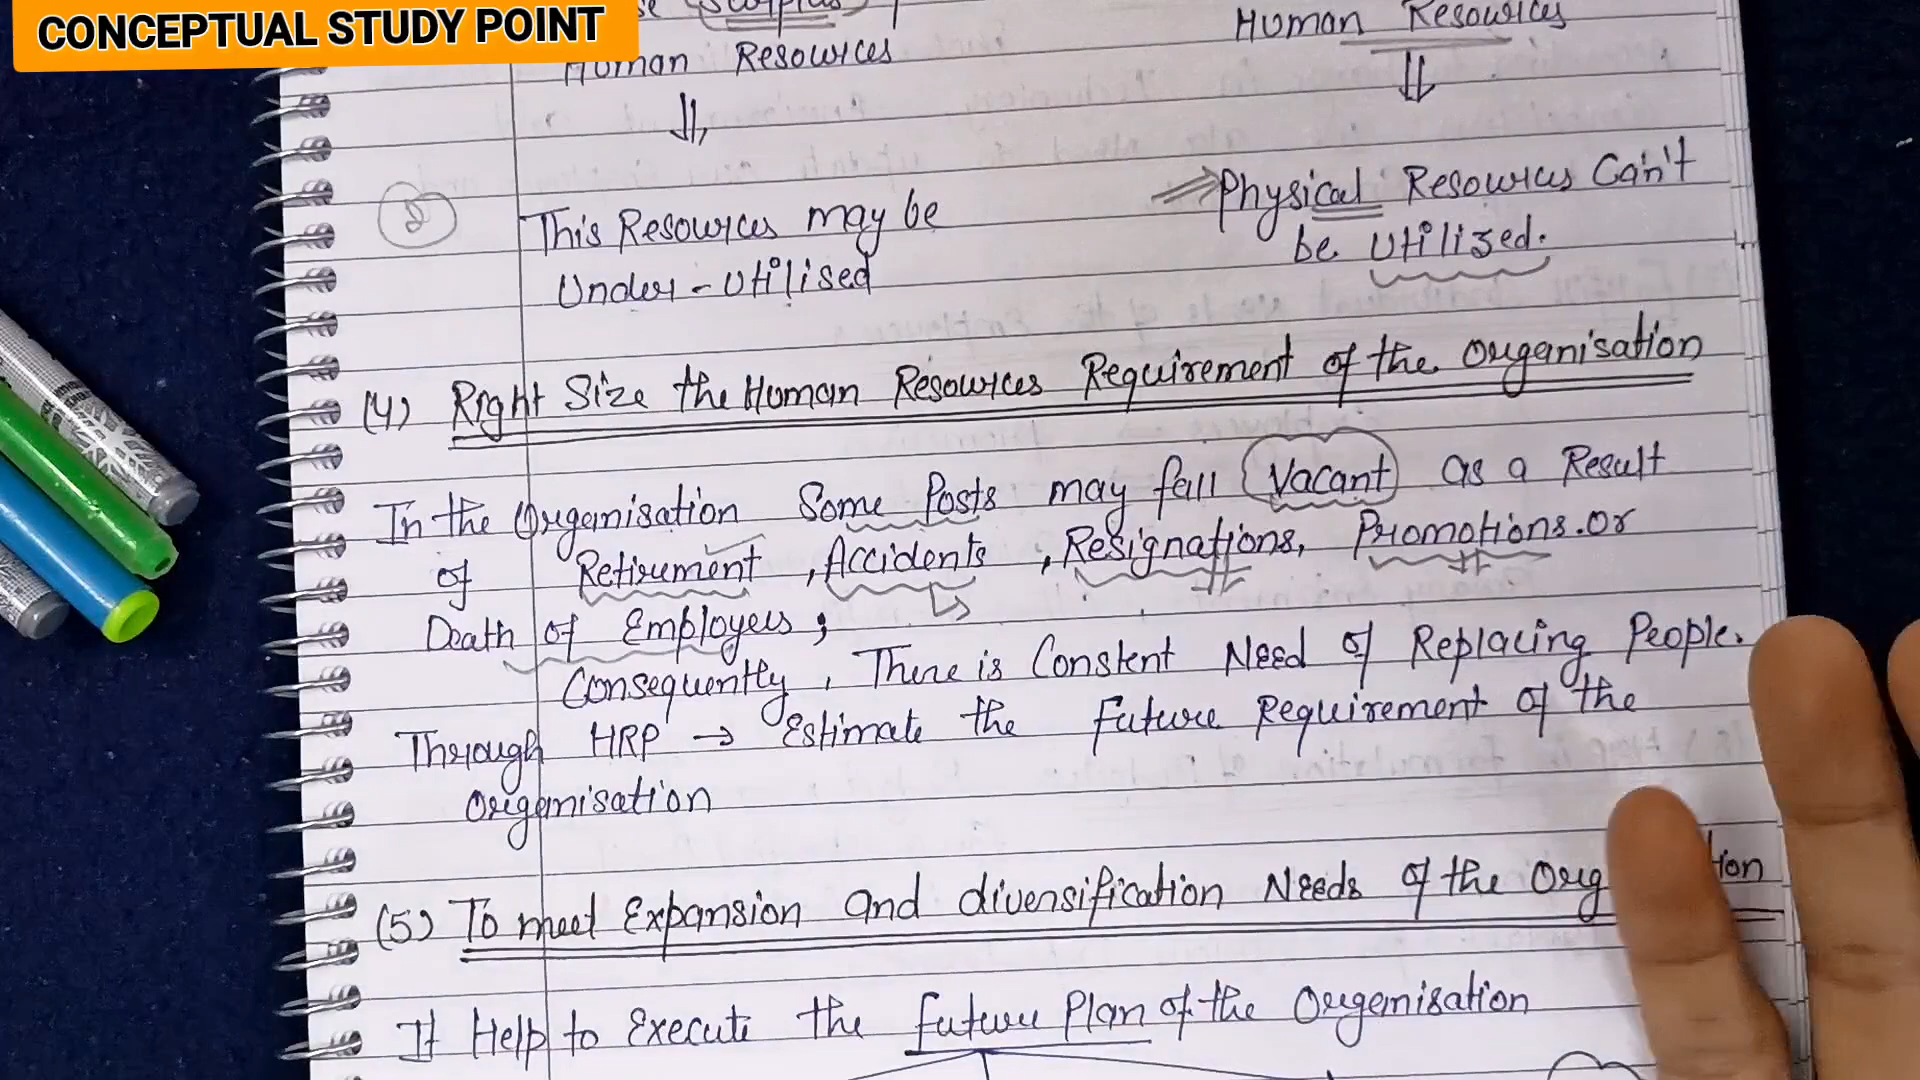 CONCEPTUAL STUDY POINT
Surplus
Human Resources
Human Resources
This Resources may be
Under-Utilised
Physical Resources Can't
be Utilised.
(4) Right Size the Human Resources Requirement of the Organisation
In the Organisation Some Posts may fall Vacant as a Result
of Retirement, Accidents, Resignations, Promotions. or
Death of Employees;
Consequently, There is Constent Need of Replacing People.
Through HRP → Estimate the Future Requirement of the
Organisation
(5) To meet Expansion and diversification Needs of the Org tion
It Help to Execute the future Plan of the Organisation